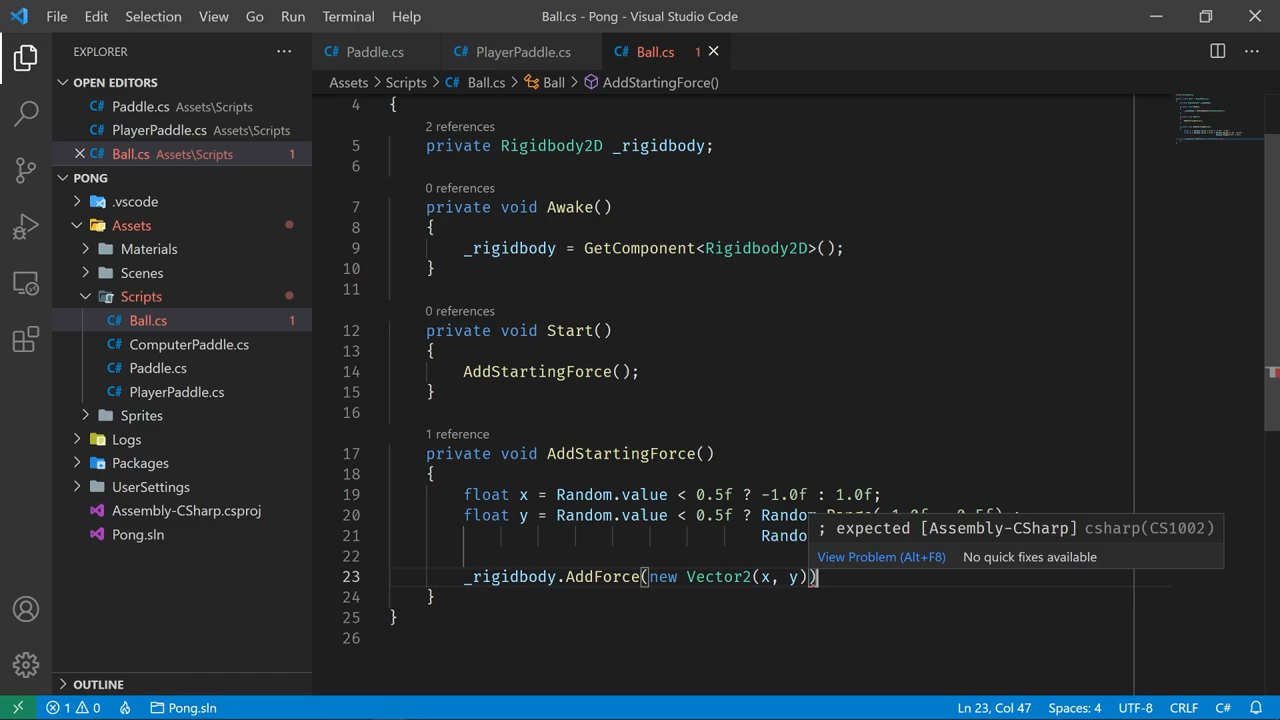 File Edit Selection View Go Run Terminal Help Ball.cs - Pong - Visual Studio Code
EXPLORER
OPEN EDITORS
C# Paddle.cs Assets\Scripts
C# PlayerPaddle.cs Assets\Scripts
C# Ball.cs Assets\Scripts 1
PONG
.vscode
Assets
Materials
Scenes
Scripts
C# Ball.cs 1
C# ComputerPaddle.cs
C# Paddle.cs
C# PlayerPaddle.cs
Sprites
Logs
Packages
UserSettings
Assembly-CSharp.csproj
Pong.sln
OUTLINE
C# Paddle.cs C# PlayerPaddle.cs C# Ball.cs 1
Assets > Scripts > C# Ball.cs > Ball > AddStartingForce()
4 {
2 references
5 private Rigidbody2D _rigidbody;
6
0 references
7 private void Awake()
8 {
9 _rigidbody = GetComponent<Rigidbody2D>();
10 }
11
0 references
12 private void Start()
13 {
14 AddStartingForce();
15 }
16
1 reference
17 private void AddStartingForce()
18 {
19 float x = Random.value < 0.5f ? -1.0f : 1.0f;
20 float y = Random.value < 0.5f ?
21
; expected [Assembly-CSharp] csharp(CS1002)
View Problem (Alt+F8) No quick fixes available
22
23 _rigidbody.AddForce(new Vector2(x, y))
24 }
25 }
26
1 0 Pong.sln Ln 23, Col 47 Spaces: 4 UTF-8 CRLF C#